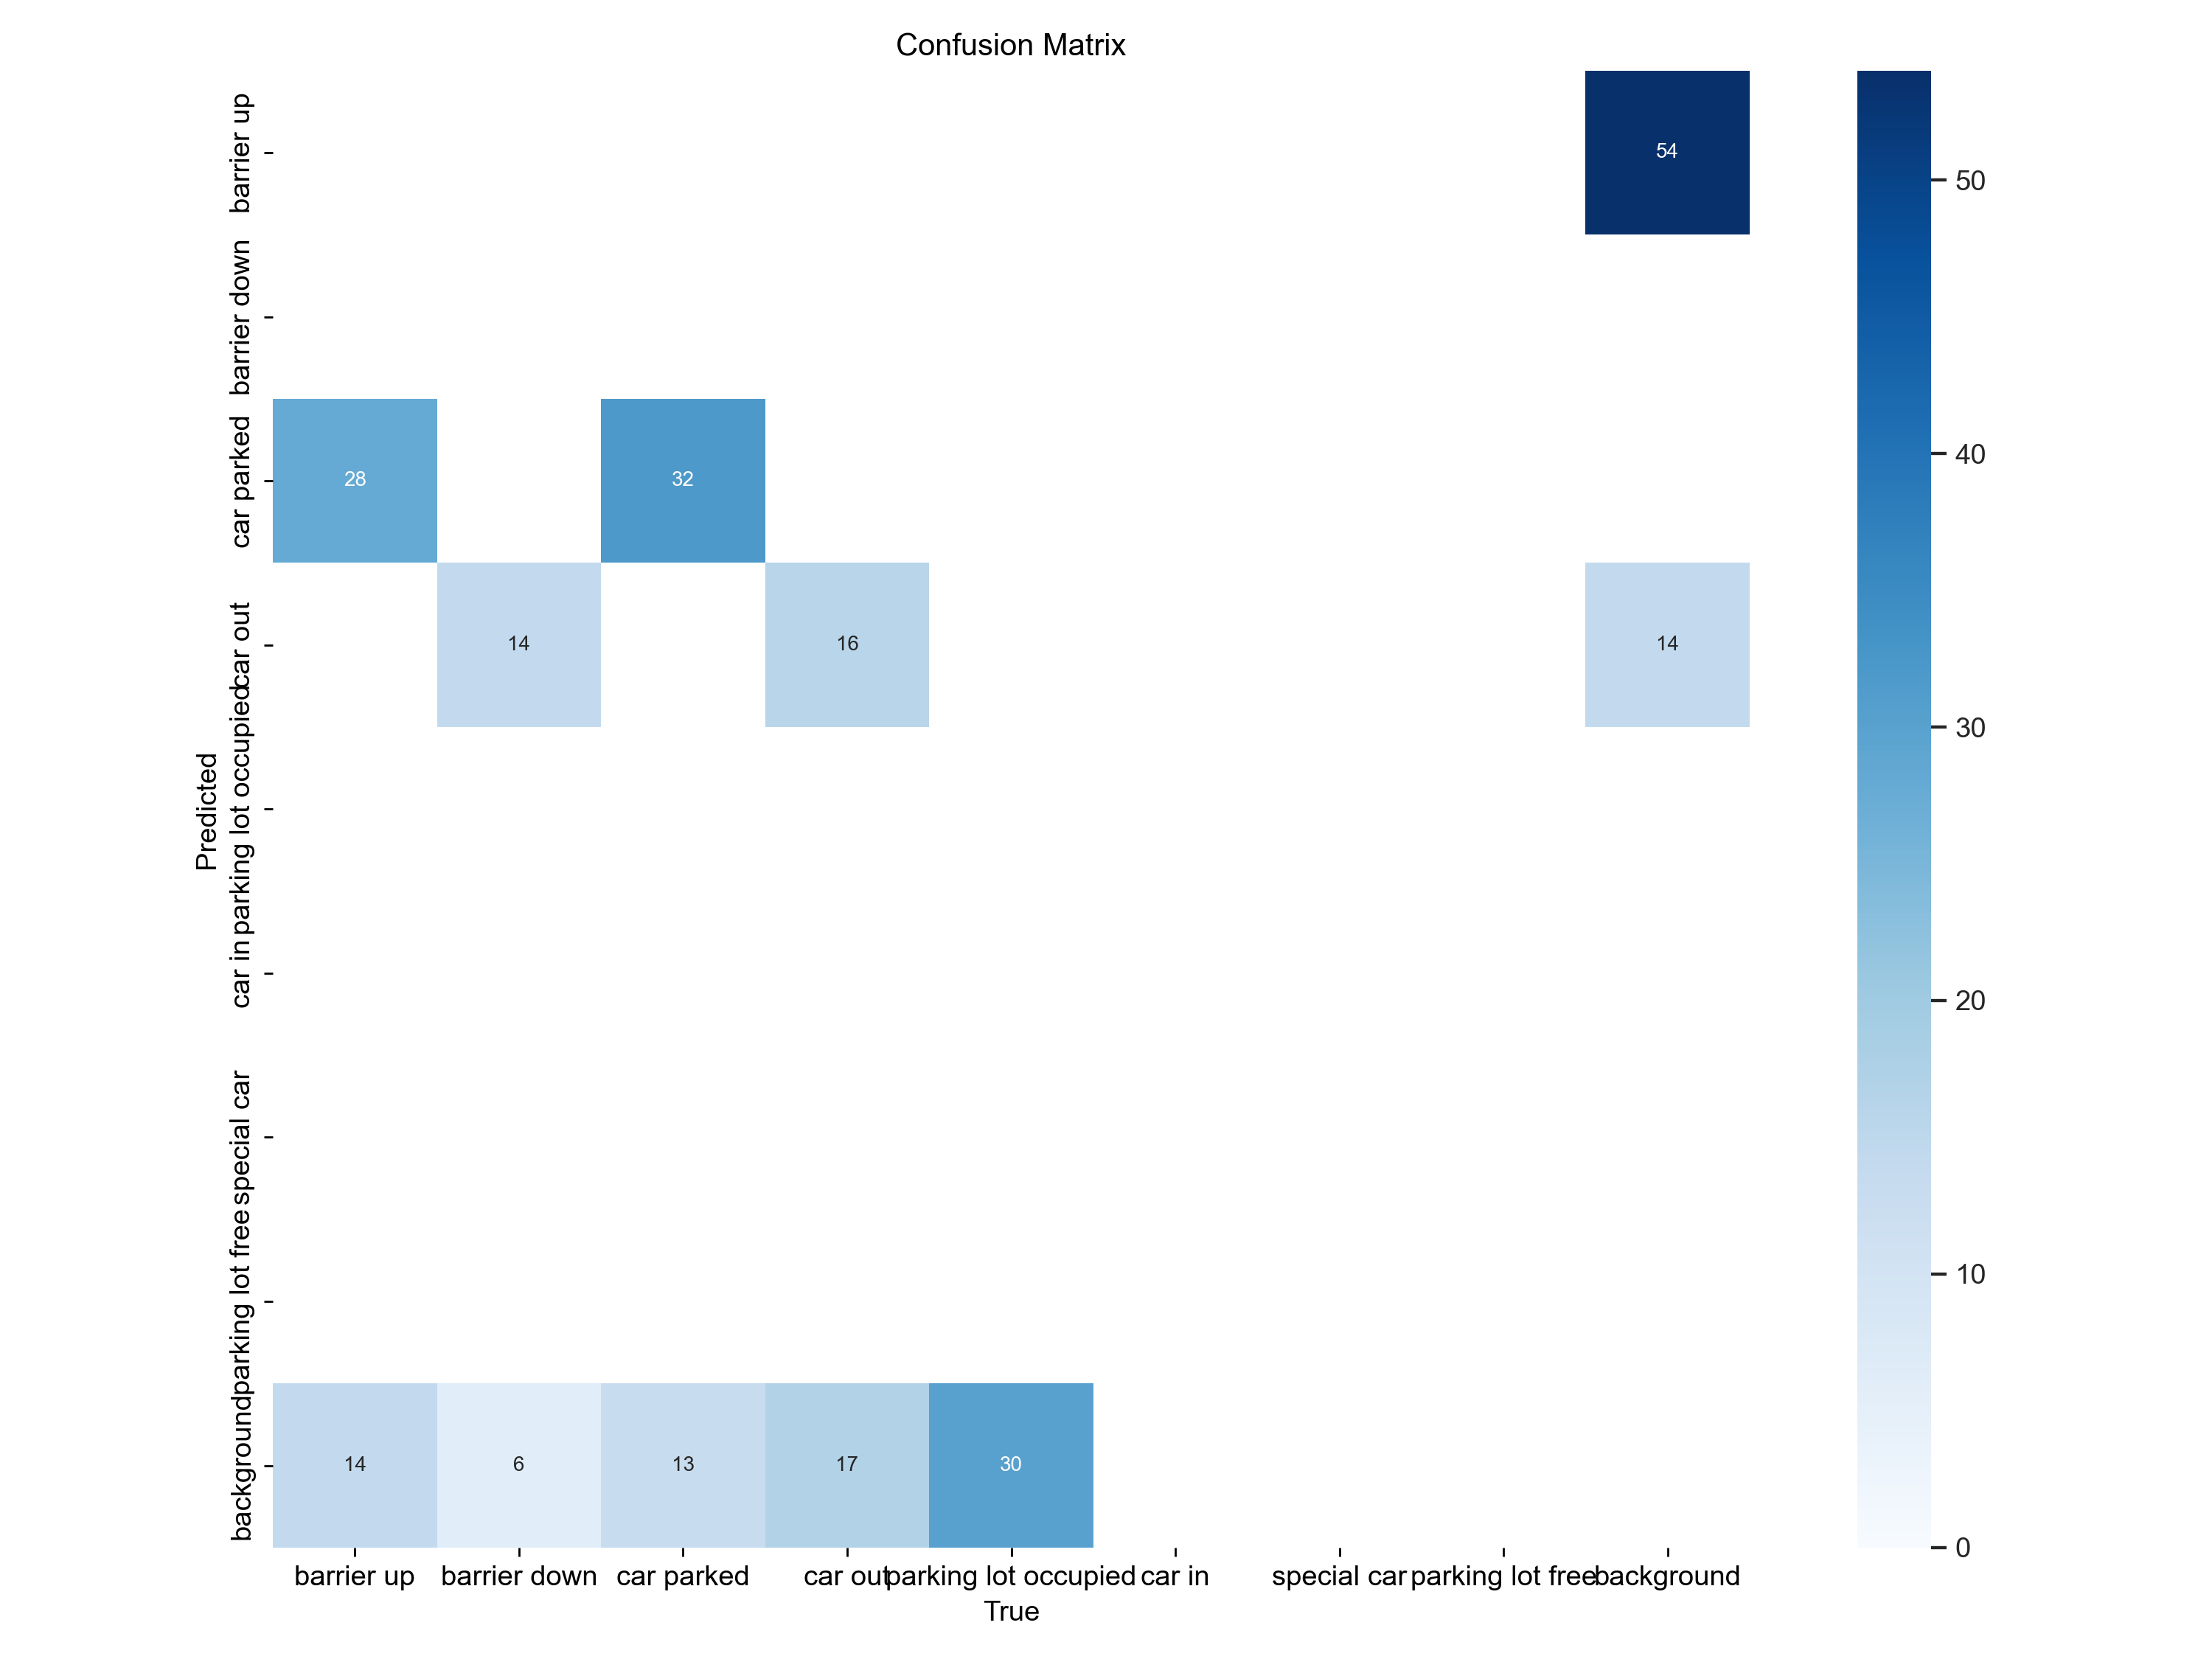 Confusion Matrix
barrier up
54
barrier down
car parked
28 32
car out
14 16 14
parking lot occupied
car in
special car
parking lot free
background
14 6 13 17 30
Predicted
barrier up barrier down car parked car out parking lot occupied car in special car parking lot free background
True
50
40
30
20
10
0